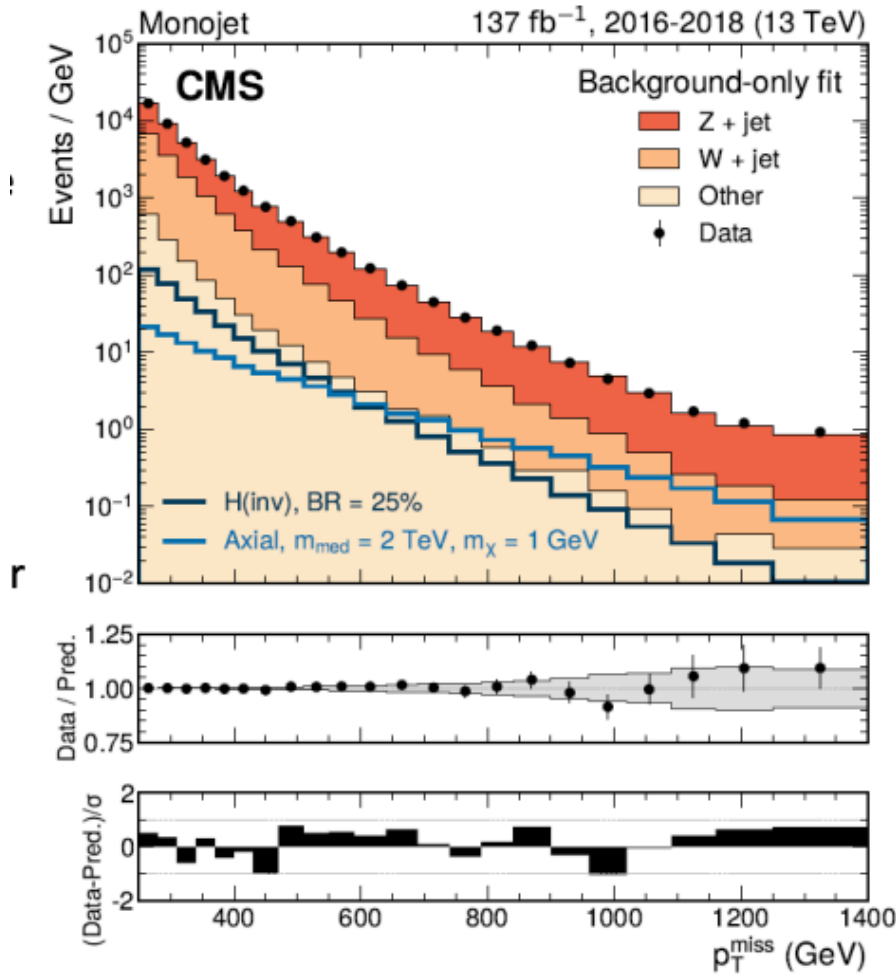 Monojet 137 fb⁻¹, 2016-2018 (13 TeV)
CMS
Background-only fit
Z + jet
W + jet
Other
Data
Events / GeV
10⁵
10⁴
10³
10²
10¹
10⁰
10⁻¹
10⁻²
H(inv), BR = 25%
Axial, m_med = 2 TeV, m_χ = 1 GeV
r
Data / Pred.
1.25
1.00
0.75
(Data-Pred.)/σ
2
0
-2
400 600 800 1000 1200 1400
p_T^miss (GeV)